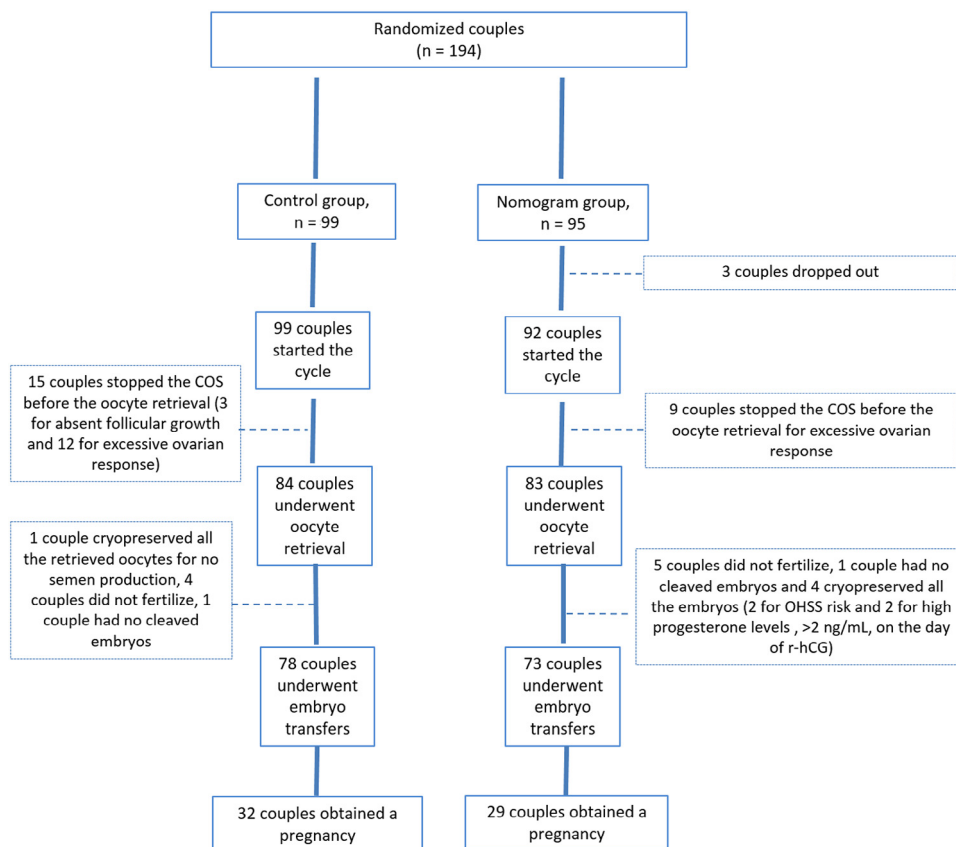 Randomized couples
(n = 194)
Control group,
n = 99
Nomogram group,
n = 95
3 couples dropped out
99 couples
started the
cycle
92 couples
started the
cycle
15 couples stopped the COS
before the oocyte retrieval (3
for absent follicular growth
and 12 for excessive ovarian
response)
9 couples stopped the COS before the
oocyte retrieval for excessive ovarian
response
84 couples
underwent
oocyte
retrieval
83 couples
underwent
oocyte
retrieval
1 couple cryopreserved all
the retrieved oocytes for no
semen production, 4
couples did not fertilize, 1
couple had no cleaved
embryos
5 couples did not fertilize, 1 couple had no
cleaved embryos and 4 cryopreserved all
the embryos (2 for OHSS risk and 2 for high
progesterone levels , >2 ng/mL, on the day
of r-hCG)
78 couples
underwent
embryo
transfers
73 couples
underwent
embryo
transfers
32 couples obtained a
pregnancy
29 couples obtained a
pregnancy